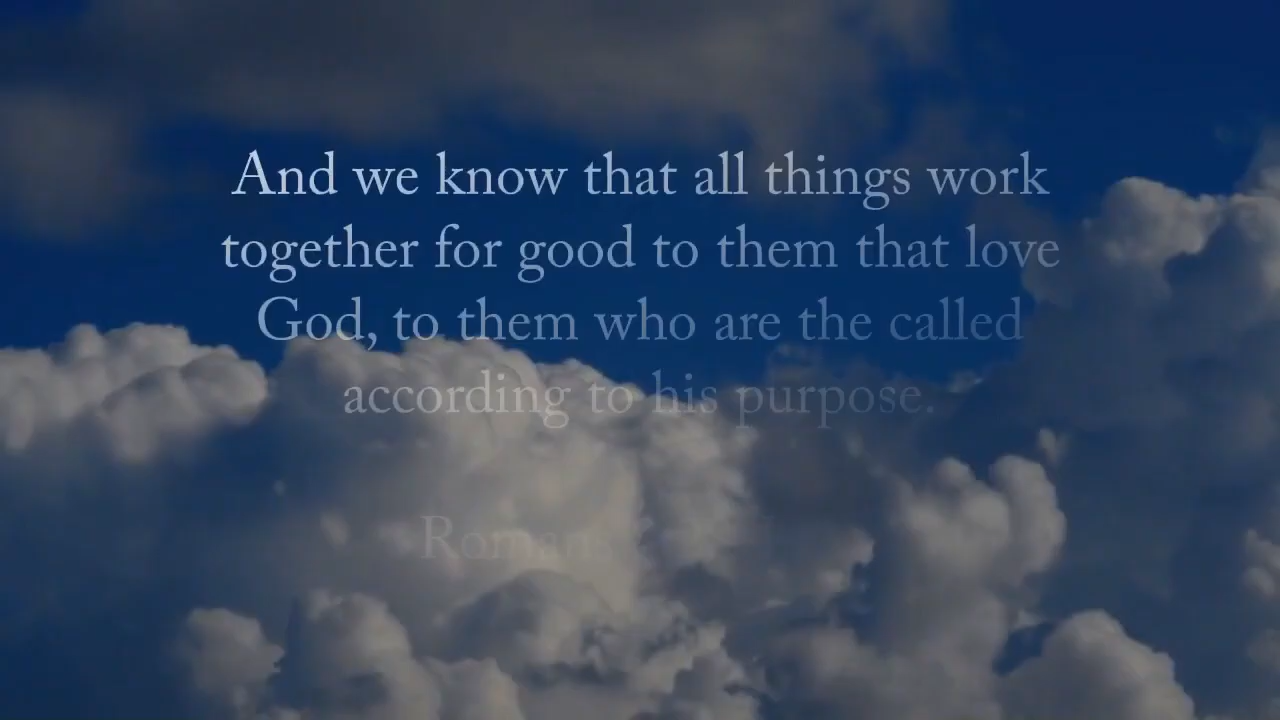 And we know that all things work
together for good to them that love
God, to them who are the called
according to his purpose.
Roman